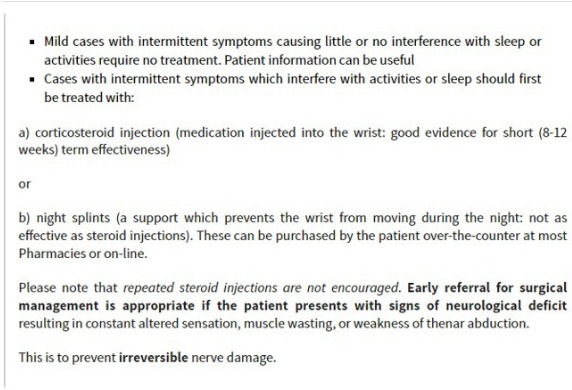 ▪ Mild cases with intermittent symptoms causing little or no interference with sleep or
activities require no treatment. Patient information can be useful
▪ Cases with intermittent symptoms which interfere with activities or sleep should first
be treated with:
a) corticosteroid injection (medication injected into the wrist: good evidence for short (8-12
weeks) term effectiveness)
or
b) night splints (a support which prevents the wrist from moving during the night: not as
effective as steroid injections). These can be purchased by the patient over-the-counter at most
Pharmacies or on-line.
Please note that repeated steroid injections are not encouraged. Early referral for surgical
management is appropriate if the patient presents with signs of neurological deficit
resulting in constant altered sensation, muscle wasting, or weakness of thenar abduction.
This is to prevent irreversible nerve damage.